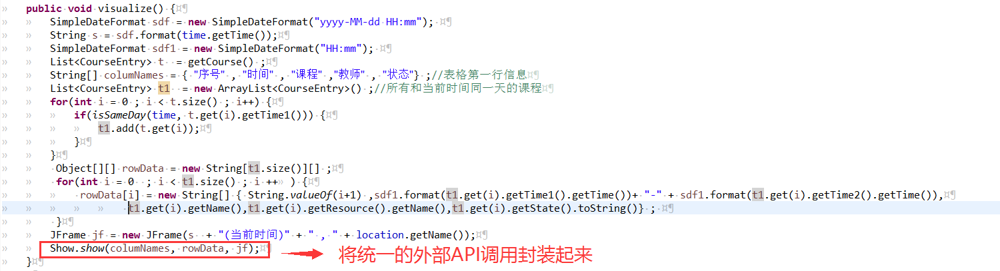 public void visualize() {
SimpleDateFormat sdf = new SimpleDateFormat("yyyy-MM-dd HH:mm");
String s = sdf.format(time.getTime());
SimpleDateFormat sdf1 = new SimpleDateFormat("HH:mm");
List<CourseEntry> t = getCourse() ;
String[] columNames = { "序号" , "时间" , "课程" ,"教师" , "状态"} ;//表格第一行信息
List<CourseEntry> t1 = new ArrayList<CourseEntry>() ;//所有和当前时间同一天的课程
for(int i = 0 ; i < t.size() ; i++) {
if(isSameDay(time, t.get(i).getTime1())) {
t1.add(t.get(i));
}
}
Object[][] rowData = new String[t1.size()][] ;
for(int i = 0 ; i < t1.size() ; i ++ ) {
rowData[i] = new String[] { String.valueOf(i+1) ,sdf1.format(t1.get(i).getTime1().getTime())+ "-" + sdf1.format(t1.get(i).getTime2().getTime()),
t1.get(i).getName(),t1.get(i).getResource().getName(),t1.get(i).getState().toString()} ;
}
JFrame jf = new JFrame(s + "(当前时间)" + " , " + location.getName());
Show.show(columNames, rowData, jf);
将统一的外部API调用封装起来
}